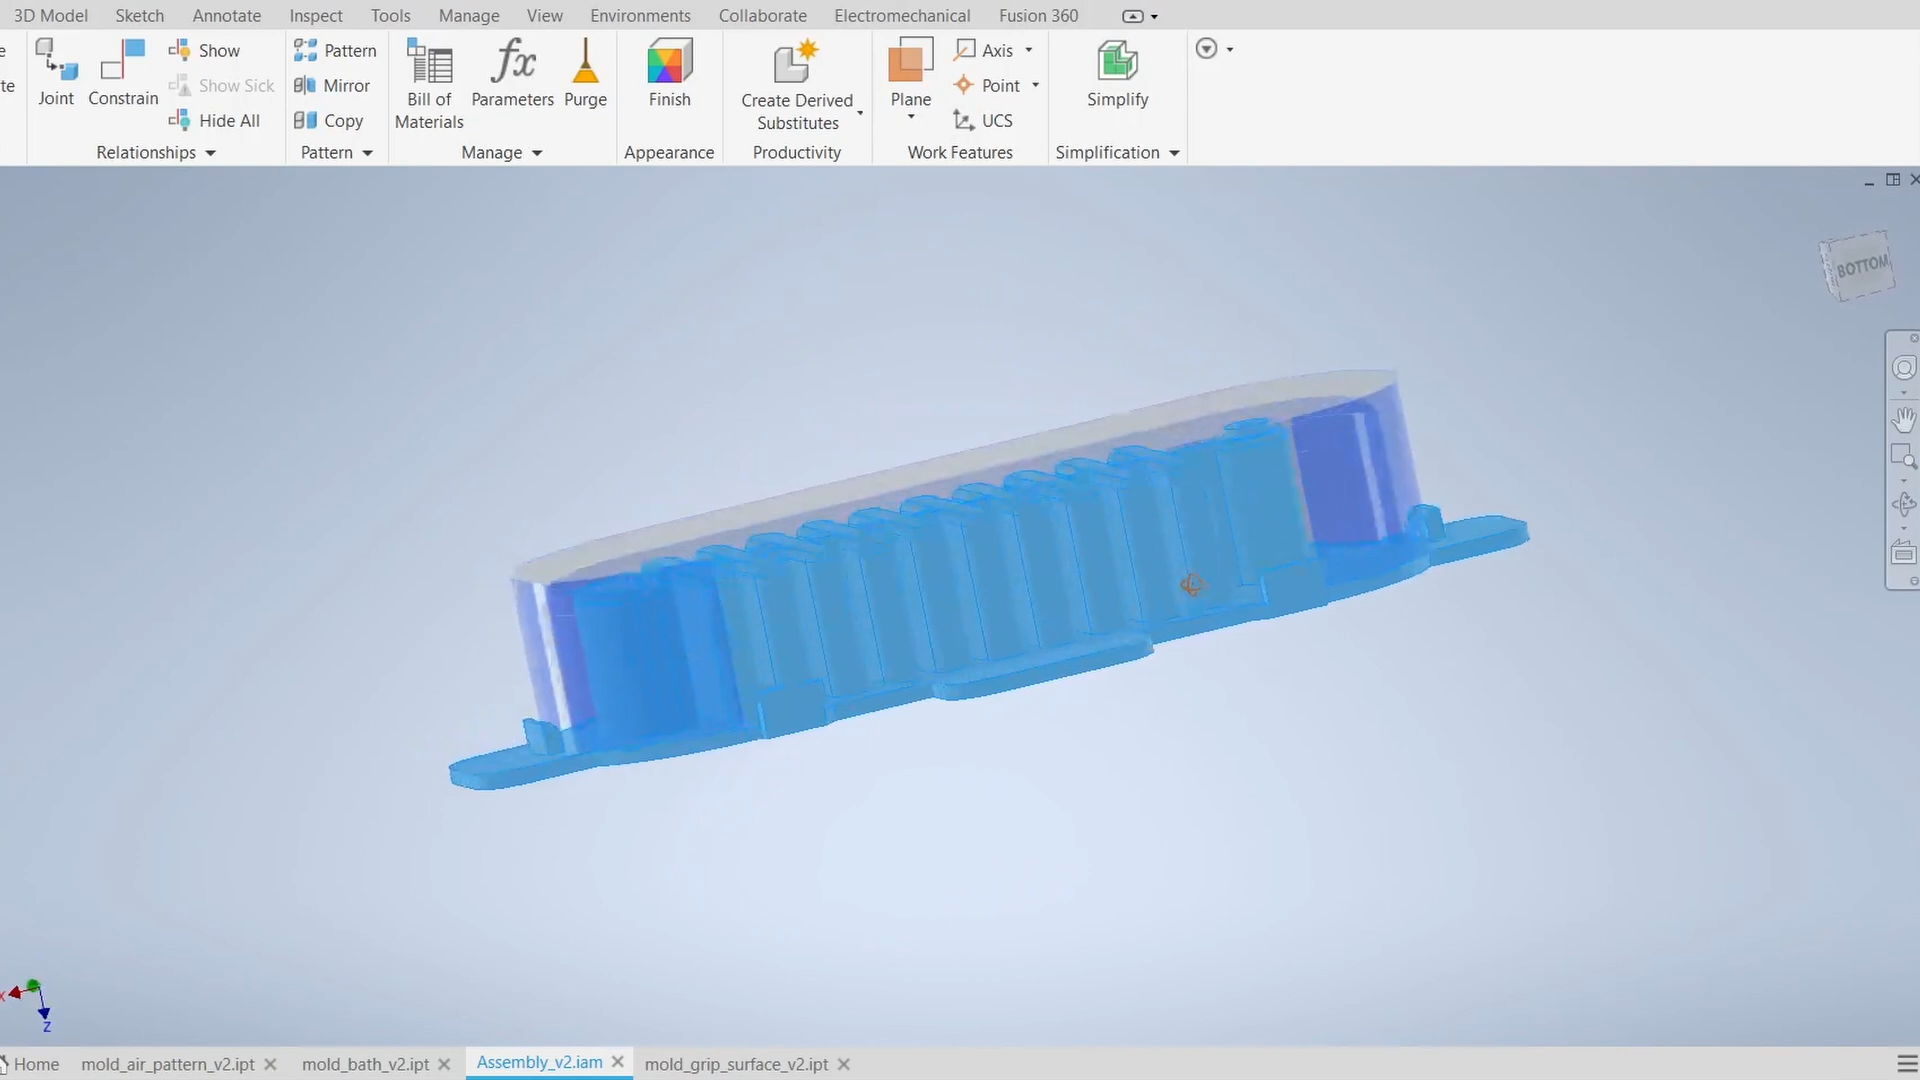 3D Model Sketch Annotate Inspect Tools Manage View Environments Collaborate Electromechanical Fusion 360
Joint
Constrain
Show
Show Sick
Hide All
Relationships
Pattern
Mirror
Copy
Pattern
Bill of
Materials
Parameters
Purge
Manage
Finish
Appearance
Create Derived
Substitutes
Productivity
Plane
Axis
Point
UCS
Work Features
Simplify
Simplification
BOTTOM
Z
Home mold_air_pattern_v2.ipt mold_bath_v2.ipt Assembly_v2.iam mold_grip_surface_v2.ipt